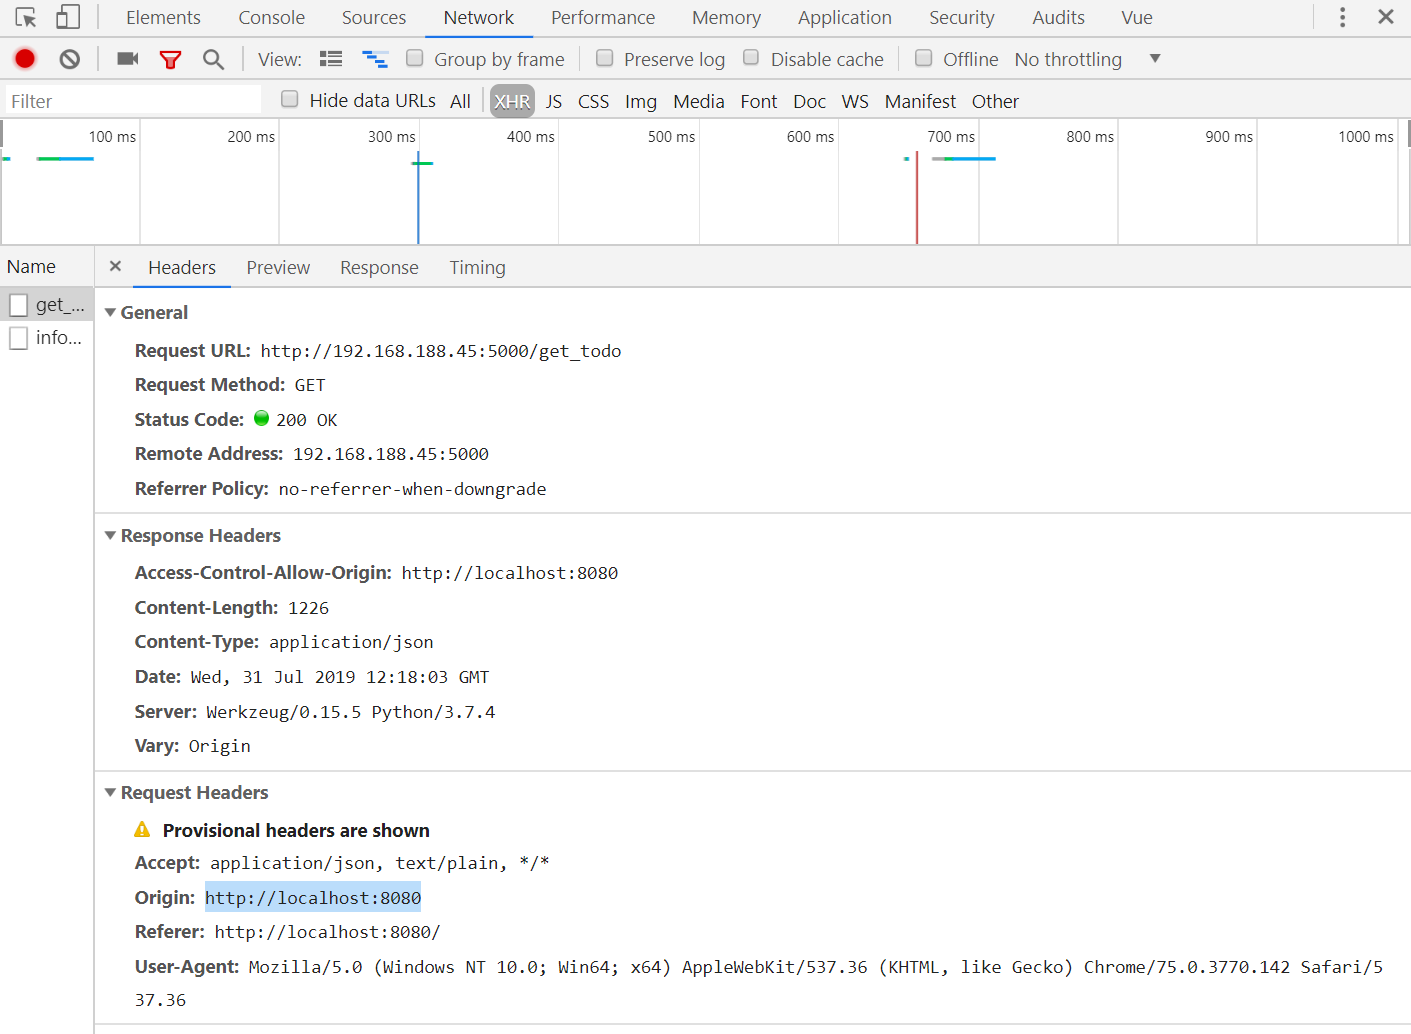 Elements Console Sources Network Performance Memory Application Security Audits Vue
View: Group by frame Preserve log Disable cache Offline No throttling
Filter Hide data URLs All XHR JS CSS Img Media Font Doc WS Manifest Other
100 ms 200 ms 300 ms 400 ms 500 ms 600 ms 700 ms 800 ms 900 ms 1000 ms
Name Headers Preview Response Timing
get_...
info...
General
Request URL: http://192.168.188.45:5000/get_todo
Request Method: GET
Status Code: 200 OK
Remote Address: 192.168.188.45:5000
Referrer Policy: no-referrer-when-downgrade
Response Headers
Access-Control-Allow-Origin: http://localhost:8080
Content-Length: 1226
Content-Type: application/json
Date: Wed, 31 Jul 2019 12:18:03 GMT
Server: Werkzeug/0.15.5 Python/3.7.4
Vary: Origin
Request Headers
Provisional headers are shown
Accept: application/json, text/plain, */*
Origin: http://localhost:8080
Referer: http://localhost:8080/
User-Agent: Mozilla/5.0 (Windows NT 10.0; Win64; x64) AppleWebKit/537.36 (KHTML, like Gecko) Chrome/75.0.3770.142 Safari/5
37.36